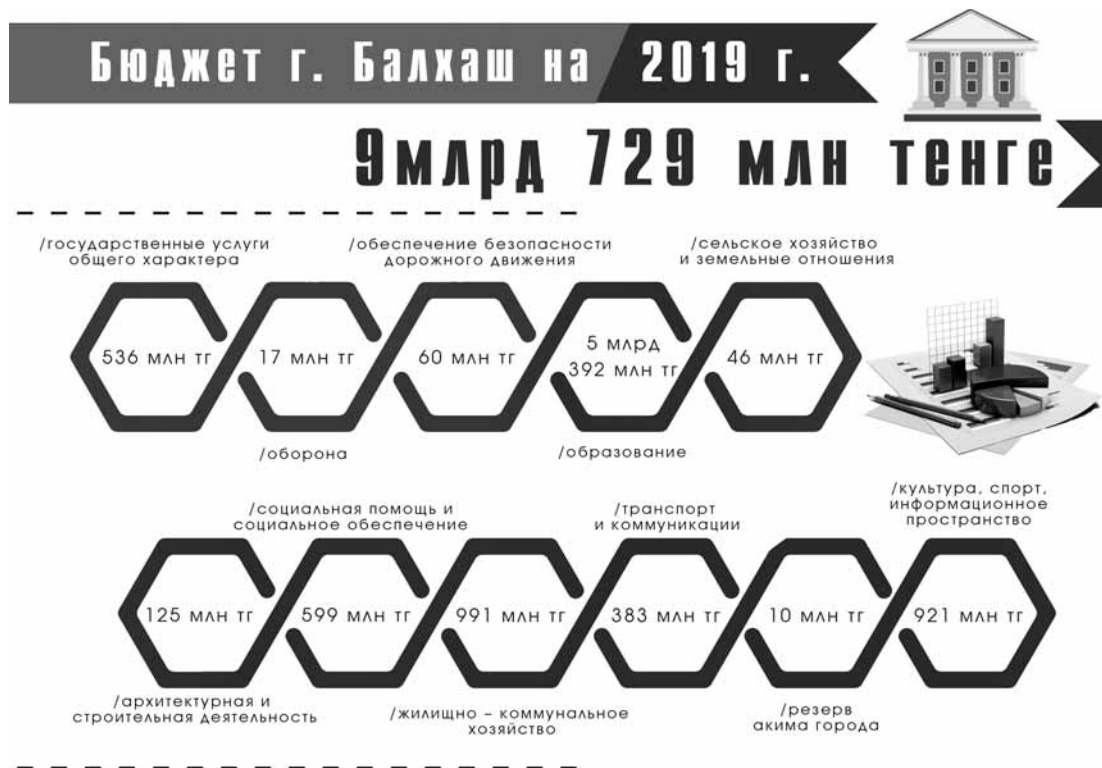 Бюджет г. Балхаш на 2019 г.
9млрд 729 млн тенге
/государственные услуги
общего характера
/обеспечение безопасности
дорожного движения
/сельское хозяйство
и земельные отношения
536 млн тг
17 млн тг
60 млн тг
5 млрд
392 млн тг
46 млн тг
/оборона
/образование
/социальная помощь и
социальное обеспечение
/транспорт
и коммуникации
/культура, спорт,
информационное
пространство
125 млн тг
599 млн тг
991 млн тг
383 млн тг
10 млн тг
921 млн тг
/архитектурная и
строительная деятельность
/жилищно – коммунальное
хозяйство
/резерв
акима города